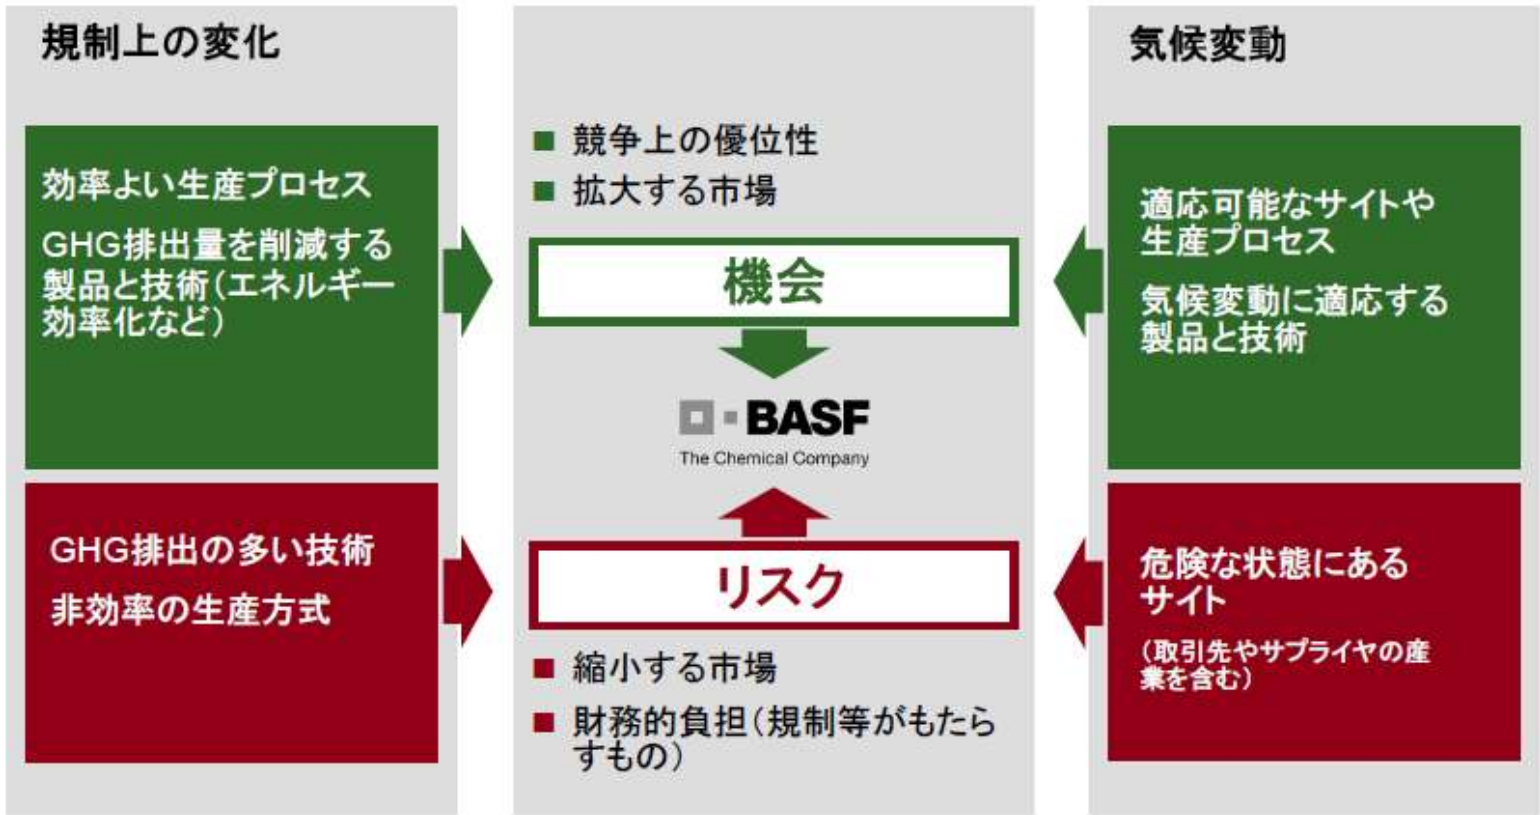 規制上の変化
効率よい生産プロセス
GHG排出量を削減する
製品と技術（エネルギー
効率化など）
GHG排出の多い技術
非効率の生産方式
■ 競争上の優位性
■ 拡大する市場
機会
BASF
The Chemical Company
リスク
■ 縮小する市場
■ 財務的負担（規制等がもたら
すもの）
気候変動
適応可能なサイトや
生産プロセス
気候変動に適応する
製品と技術
危険な状態にある
サイト
（取引先やサプライヤの産
業を含む）